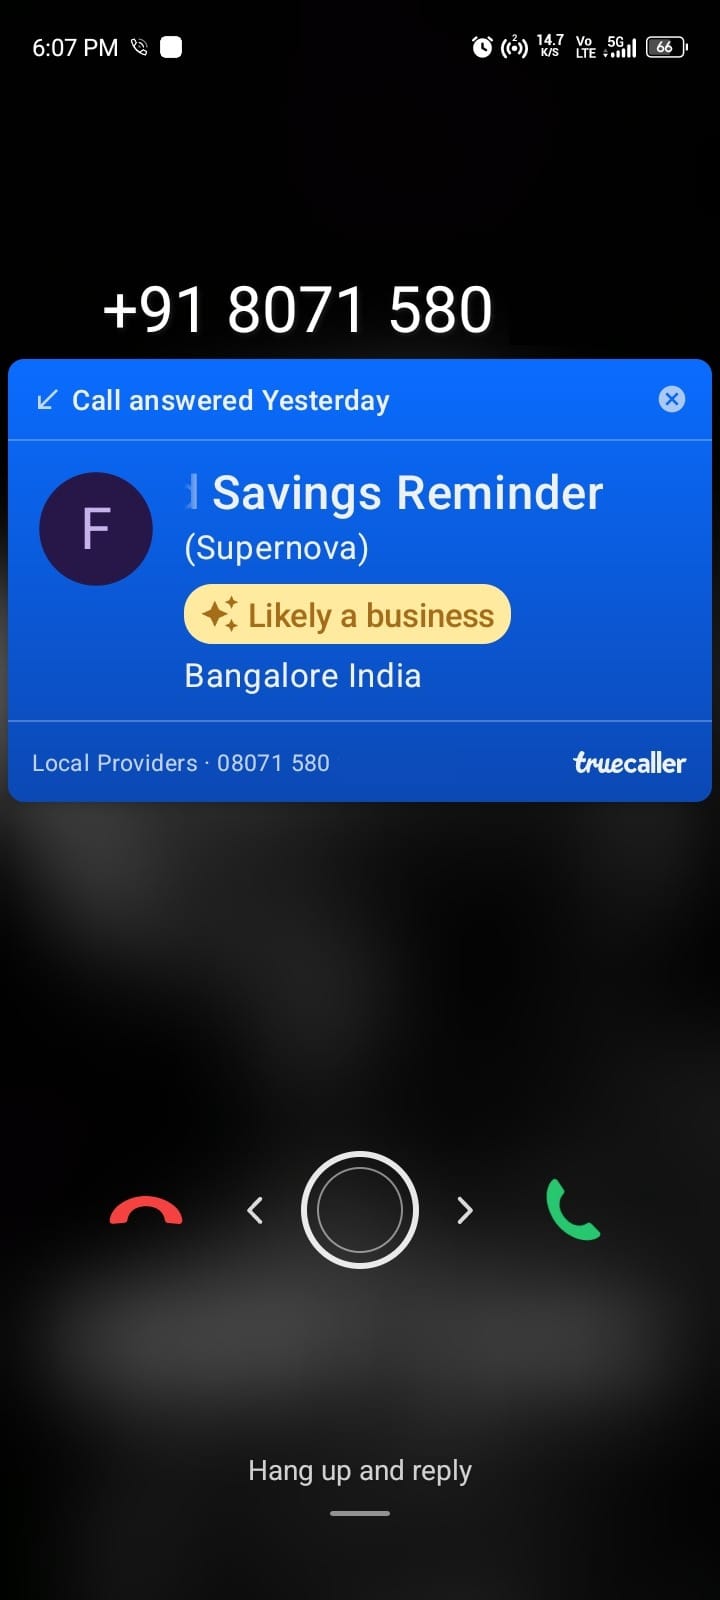 6:07 PM
2
14.7
K/S
Vo
LTE
5G
66
+91 8071 580
Call answered Yesterday
F
d Savings Reminder
(Supernova)
Likely a business
Bangalore India
Local Providers · 08071 580
truecaller
Hang up and reply